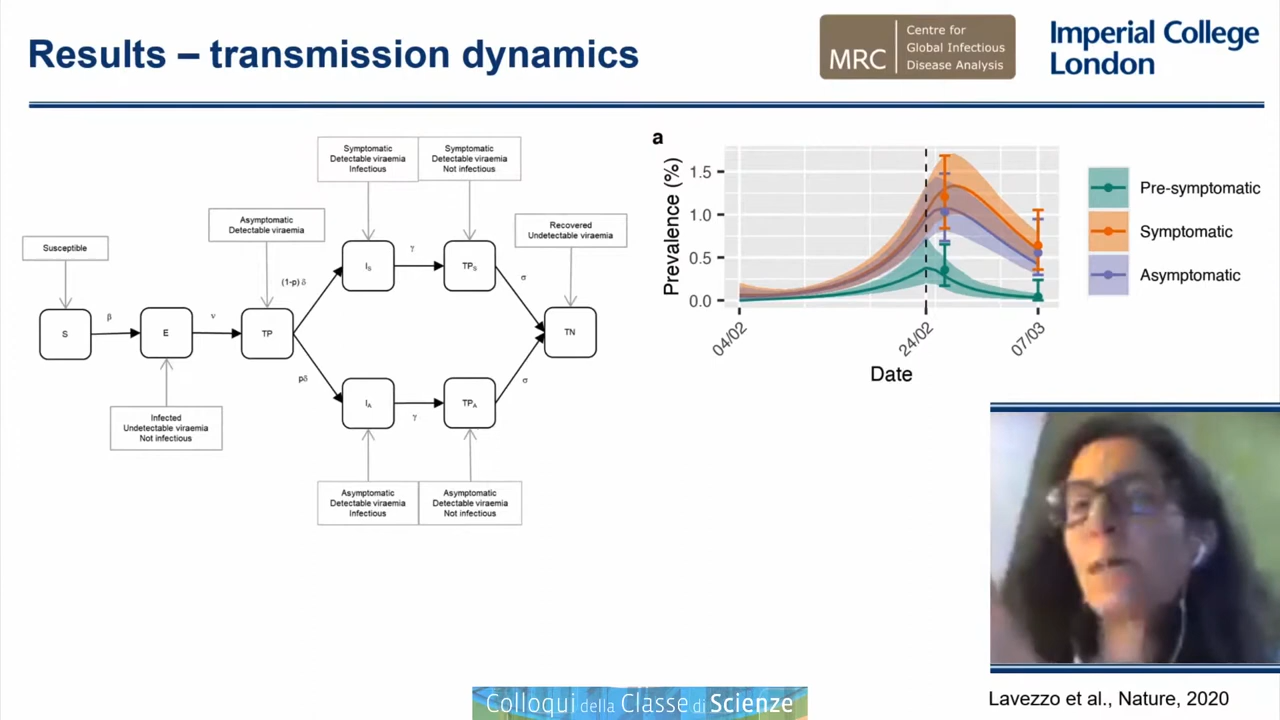 Results – transmission dynamics
MRC
Centre for
Global Infectious
Disease Analysis
Imperial College
London
Symptomatic
Detectable viraemia
Infectious
Symptomatic
Detectable viraemia
Not infectious
Asymptomatic
Detectable viraemia
Recovered
Undetectable viraemia
Susceptible
(1-p) δ
I_S
γ
TP_S
σ
S
β
E
ν
TP
TN
pδ
I_A
γ
TP_A
σ
Infected
Undetectable viraemia
Not infectious
Asymptomatic
Detectable viraemia
Infectious
Asymptomatic
Detectable viraemia
Not infectious
a
Prevalence (%)
1.5
1.0
0.5
0.0
04/02
24/02
07/03
Date
Pre-symptomatic
Symptomatic
Asymptomatic
Lavezzo et al., Nature, 2020
Colloqui della Classe di Scienze